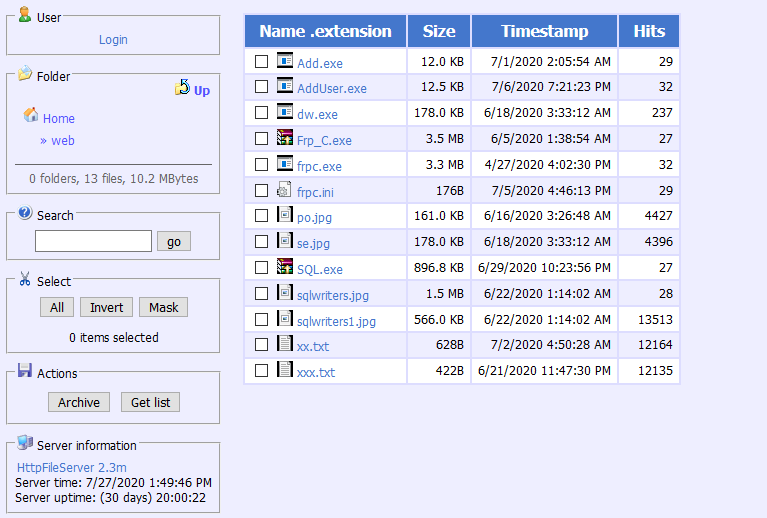 User
Login
Folder
Up
Home
» web
0 folders, 13 files, 10.2 MBytes
Search
go
Select
All Invert Mask
0 items selected
Actions
Archive Get list
Server information
HttpFileServer 2.3m
Server time: 7/27/2020 1:49:46 PM
Server uptime: (30 days) 20:00:22
Name .extension Size Timestamp Hits
Add.exe 12.0 KB 7/1/2020 2:05:54 AM 29
AddUser.exe 12.5 KB 7/6/2020 7:21:23 PM 32
dw.exe 178.0 KB 6/18/2020 3:33:12 AM 237
Frp_C.exe 3.5 MB 6/5/2020 1:38:54 AM 27
frpc.exe 3.3 MB 4/27/2020 4:02:30 PM 32
frpc.ini 176B 7/5/2020 4:46:13 PM 29
po.jpg 161.0 KB 6/16/2020 3:26:48 AM 4427
se.jpg 178.0 KB 6/18/2020 3:33:12 AM 4396
SQL.exe 896.8 KB 6/29/2020 10:23:56 PM 27
sqlwriters.jpg 1.5 MB 6/22/2020 1:14:02 AM 28
sqlwriters1.jpg 566.0 KB 6/22/2020 1:14:02 AM 13513
xx.txt 628B 7/2/2020 4:50:28 AM 12164
xxx.txt 422B 6/21/2020 11:47:30 PM 12135